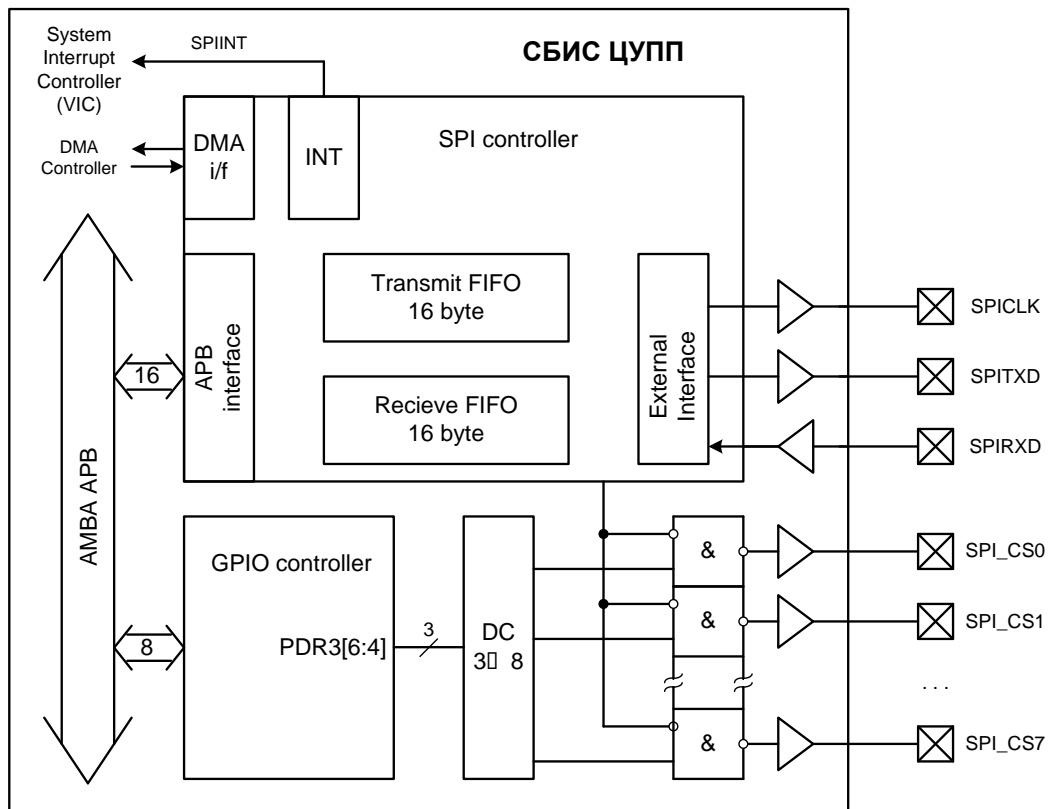 System
Interrupt
Controller
(VIC)
SPIINT
СБИС ЦУПП
DMA
Controller
DMA
i/f
INT
SPI controller
Transmit FIFO
16 byte
Recieve FIFO
16 byte
APB
interface
External
Interface
16
AMBA APB
SPICLK
SPITXD
SPIRXD
GPIO controller
PDR3[6:4]
3
8
DC
3▯ 8
&
&
&
SPI_CS0
SPI_CS1
. . .
SPI_CS7